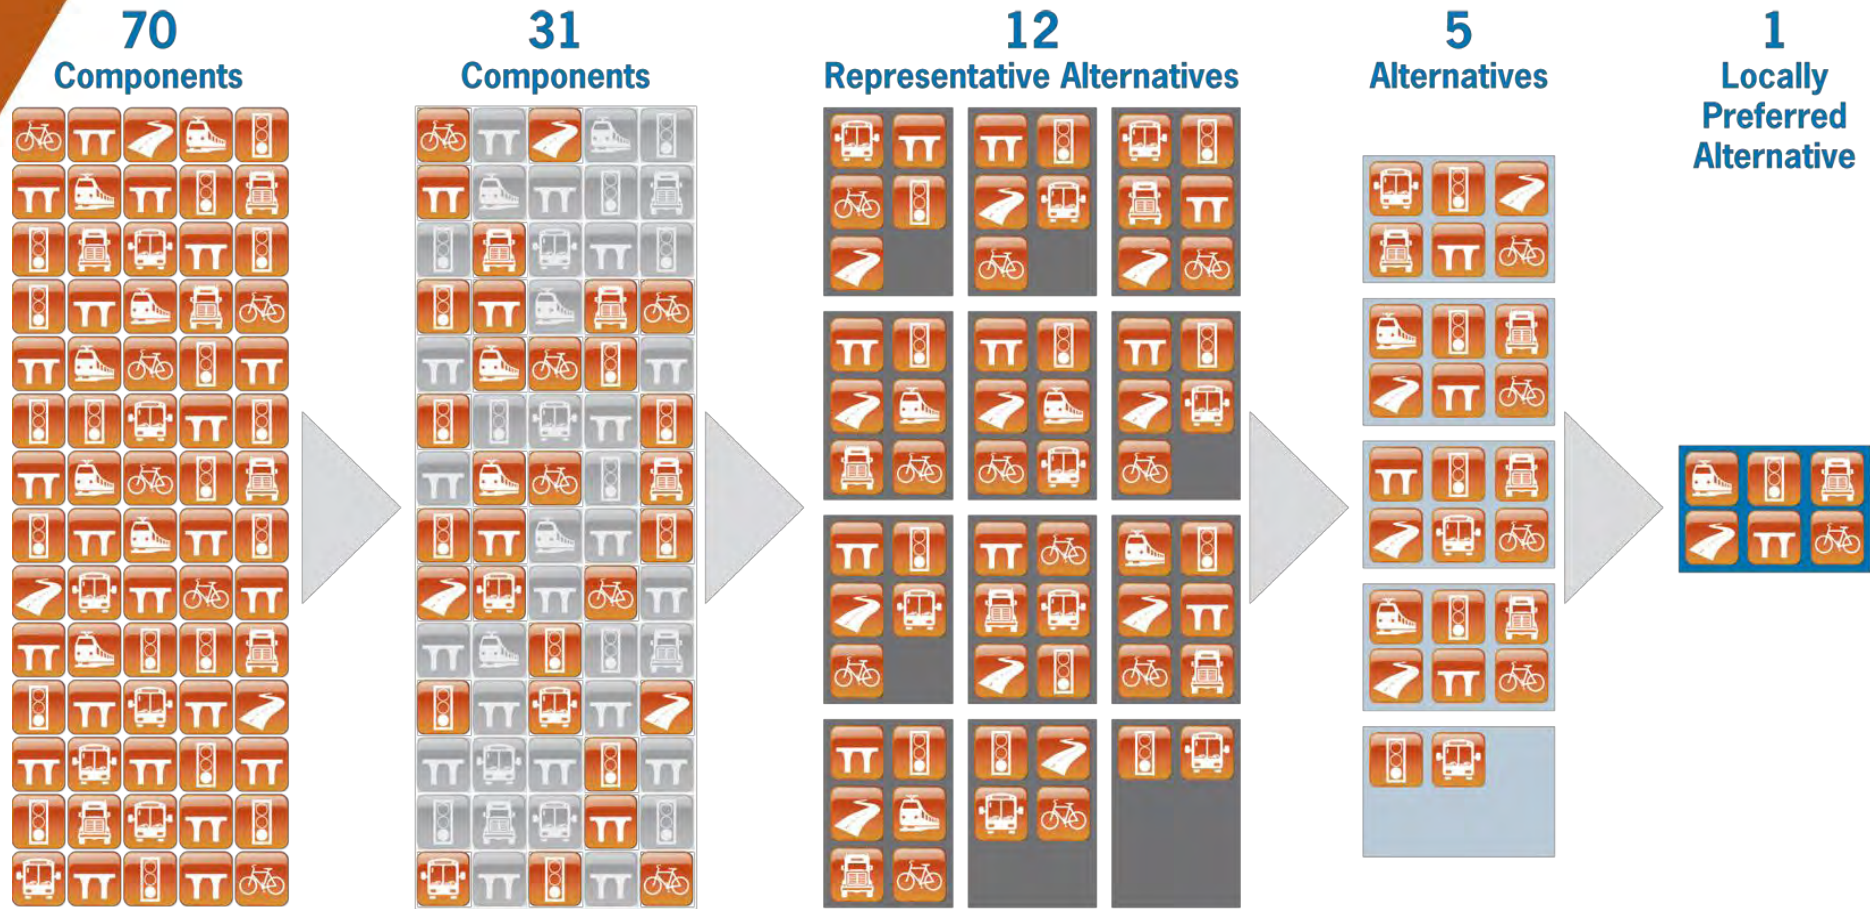 70
Components
31
Components
12
Representative Alternatives
5
Alternatives
1
Locally
Preferred
Alternative